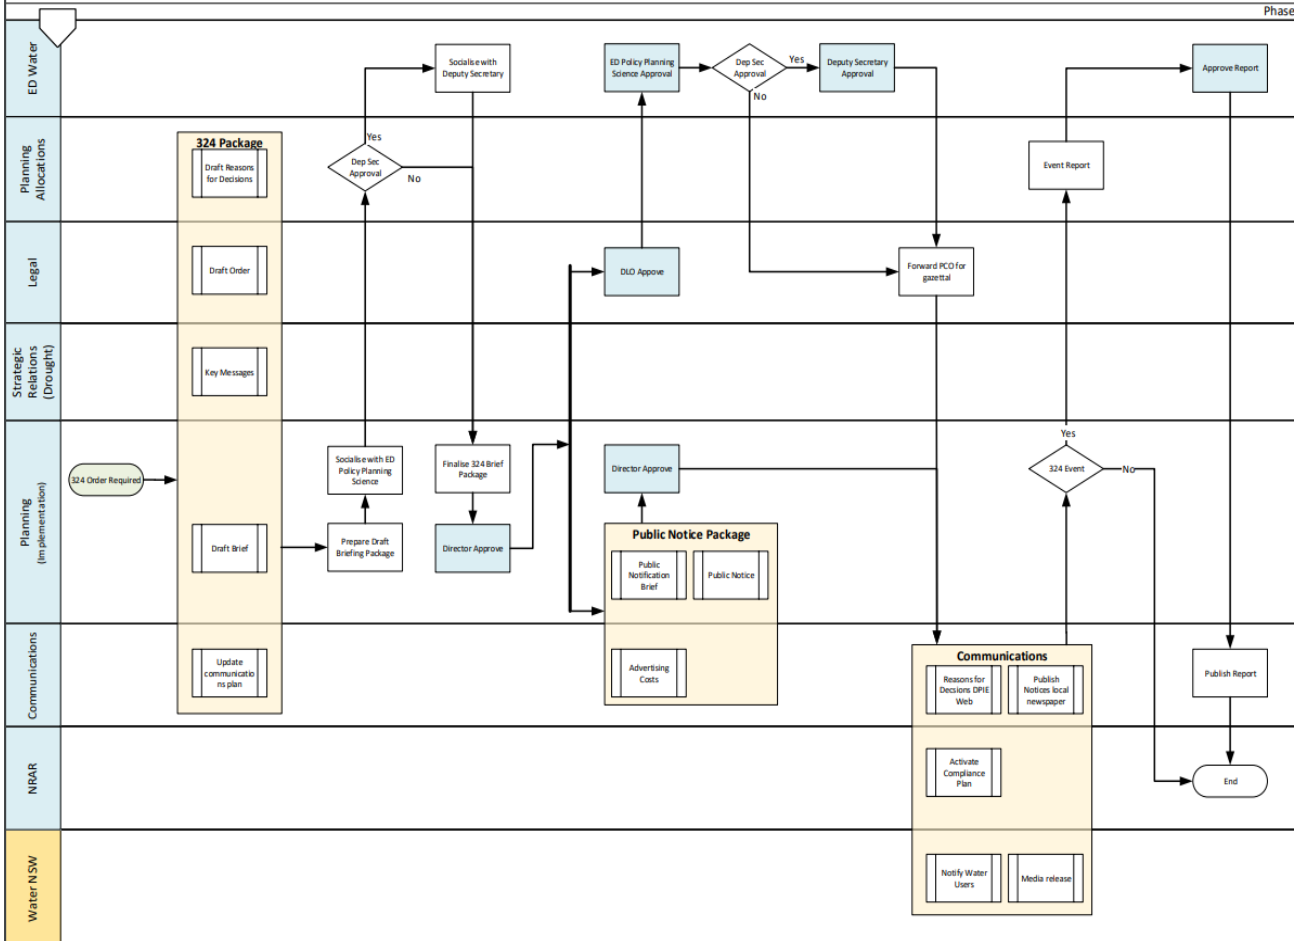 Phase
ED Water
Socialise with
Deputy Secretary
ED Policy Planning
Science Approval
Dep Sec
Approval
Yes
No
Deputy Secretary
Approval
Approve Report
Planning
Allocations
324 Package
Draft Reasons
for Decisions
Yes
Dep Sec
Approval
No
Event Report
Legal
Draft Order
DLO Appove
Forward PCO for
gazettal
Strategic
Relations
(Drought)
Key Messages
Planning
(Implementation)
324 Order Required
Draft Brief
Socialise with ED
Policy Planning
Science
Prepare Draft
Briefing Package
Finalise 324 Brief
Package
Director Approve
Director Approve
Public Notice Package
Public
Notification
Brief
Public Notice
Yes
324 Event
No
Communications
Update
communicatio
ns plan
Advertising
Costs
Communications
Reasons for
Decsions DPIE
Web
Publish
Notices local
newspaper
Publish Report
NRAR
Activate
Compliance
Plan
End
Water NSW
Notify Water
Users
Media release